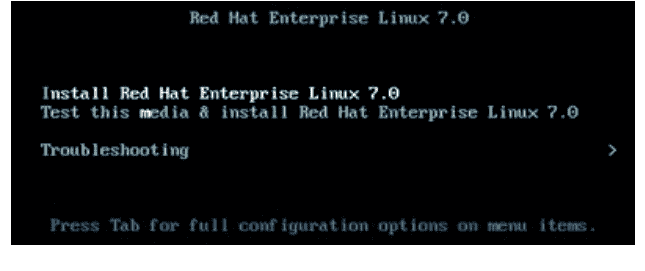 Red Hat Enterprise Linux 7.0
Install Red Hat Enterprise Linux 7.0
Test this media & install Red Hat Enterprise Linux 7.0
Troubleshooting >
Press Tab for full configuration options on menu items.